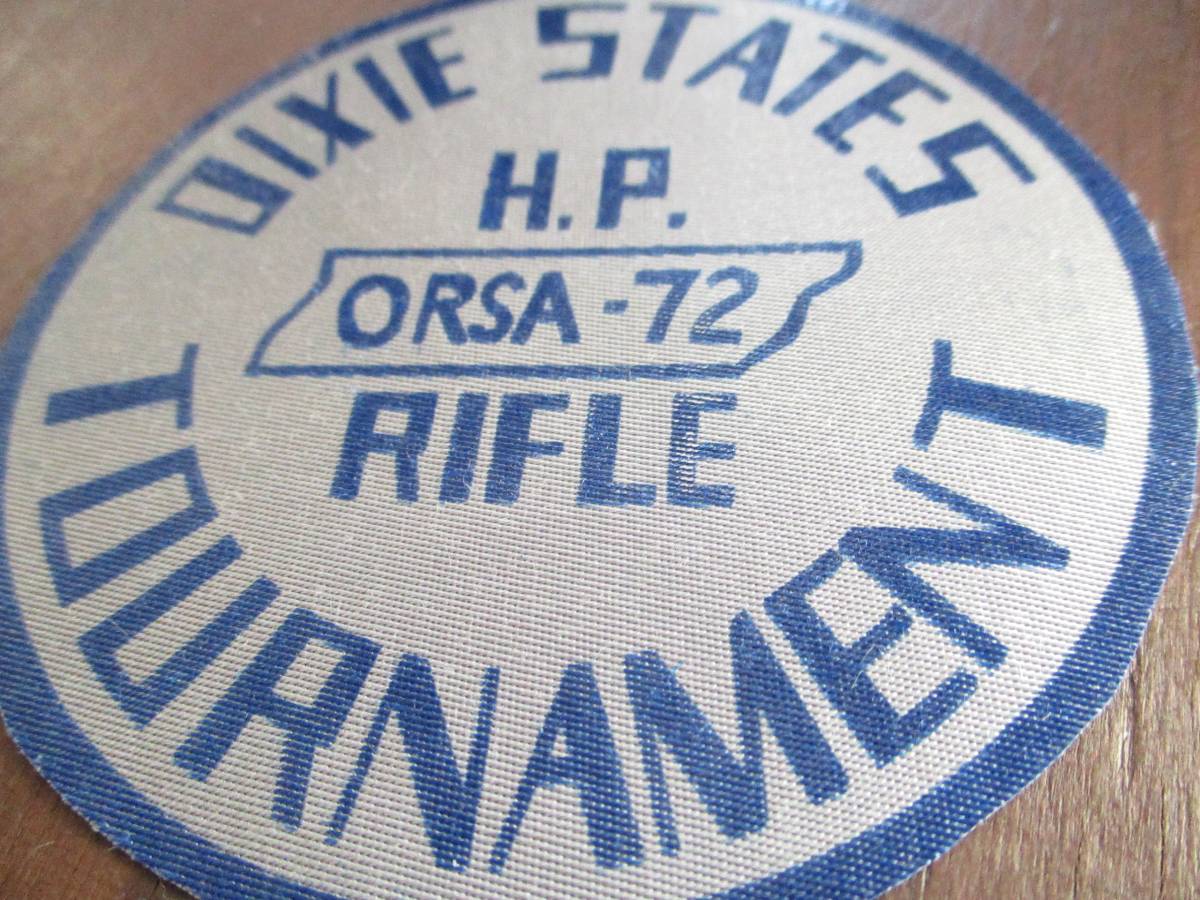 DIXIE STATES
H.P.
ORSA -72
RIFLE
TOURNAMENT